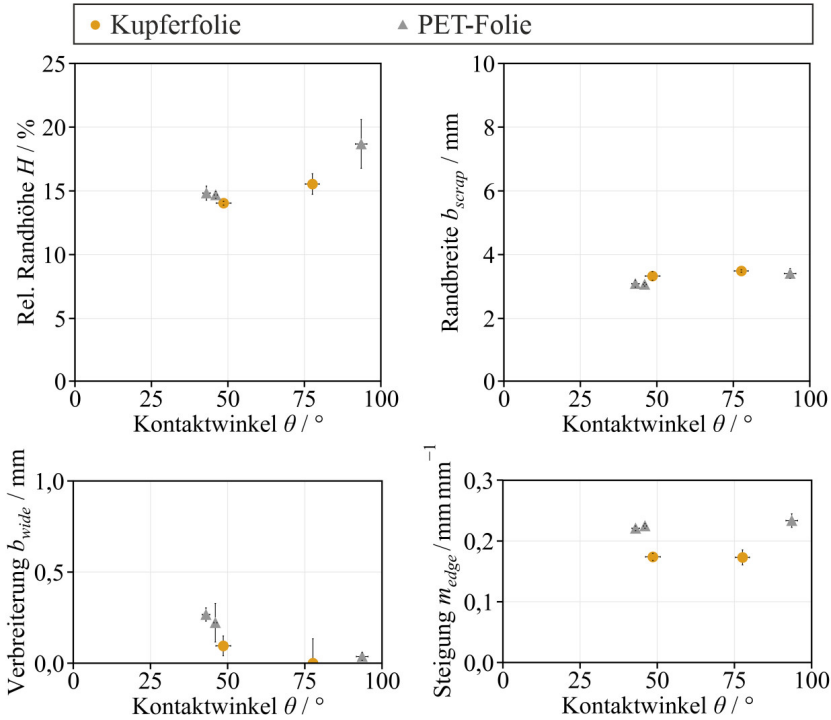 Kupferfolie PET-Folie
Rel. Randhöhe H / %
25
20
15
10
5
0
0 25 50 75 100
Kontaktwinkel θ / °
Randbreite b_scrap / mm
10
8
6
4
2
0
0 25 50 75 100
Kontaktwinkel θ / °
Verbreiterung b_wide / mm
1,0
0,5
0,0
0 25 50 75 100
Kontaktwinkel θ / °
Steigung m_edge / mm mm⁻¹
0,3
0,2
0,1
0,0
0 25 50 75 100
Kontaktwinkel θ / °